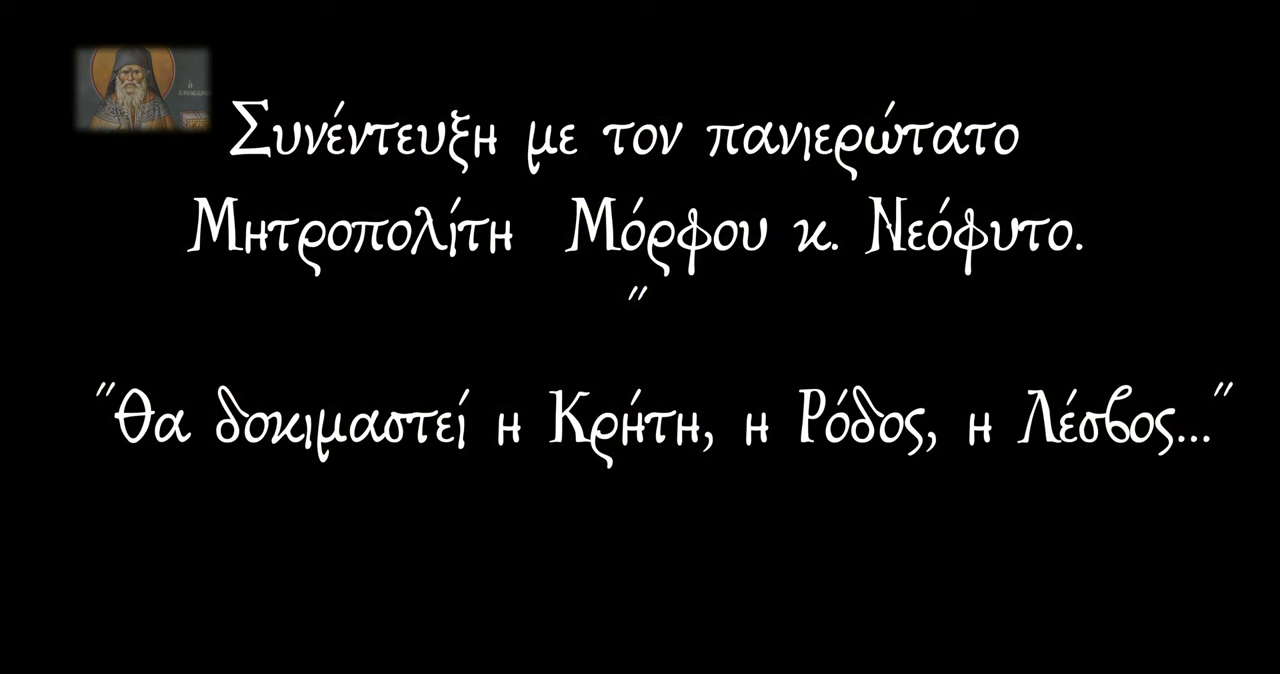 Συνέντευξη με τον πανιερώτατο
Μητροπολίτη Μόρφου κ. Νεόφυτο.
"
"Θα δοκιμαστεί η Κρήτη, η Ρόδος, η Λέσβος..."